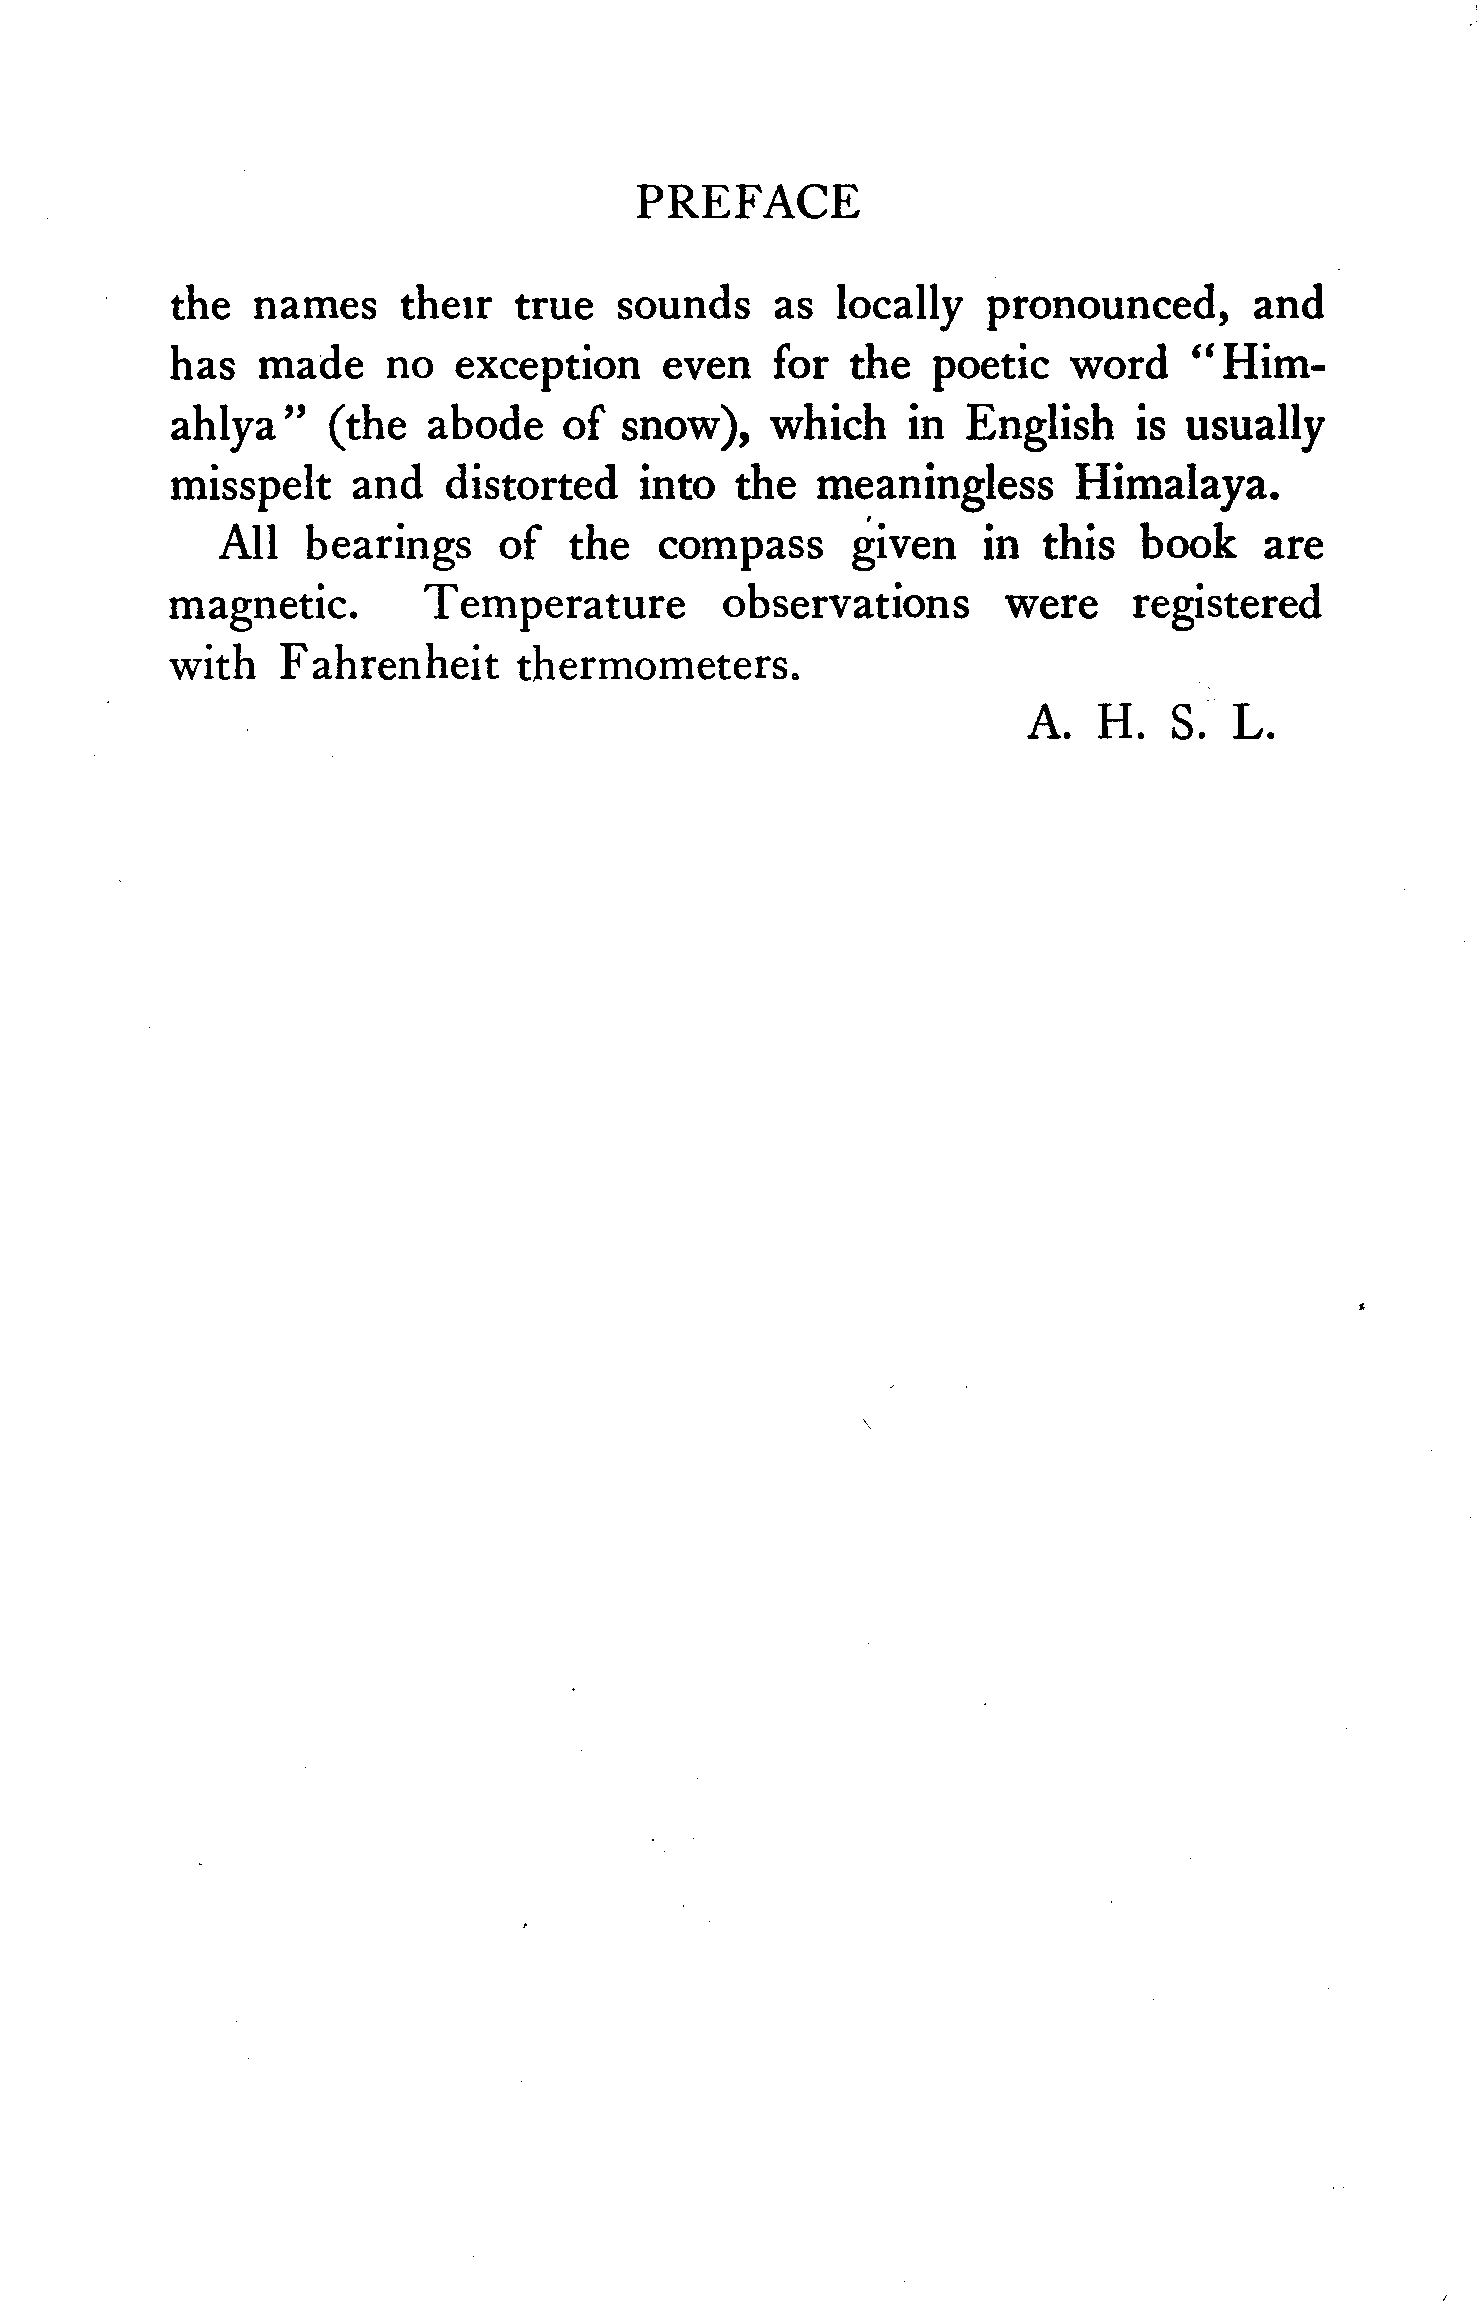 PREFACE
the names their true sounds as locally pronounced, and
has made no exception even for the poetic word "Him-
ahlya" (the abode of snow), which in English is usually
misspelt and distorted into the meaningless Himalaya.
All bearings of the compass given in this book are
magnetic. Temperature observations were registered
with Fahrenheit thermometers.
A. H. S. L.